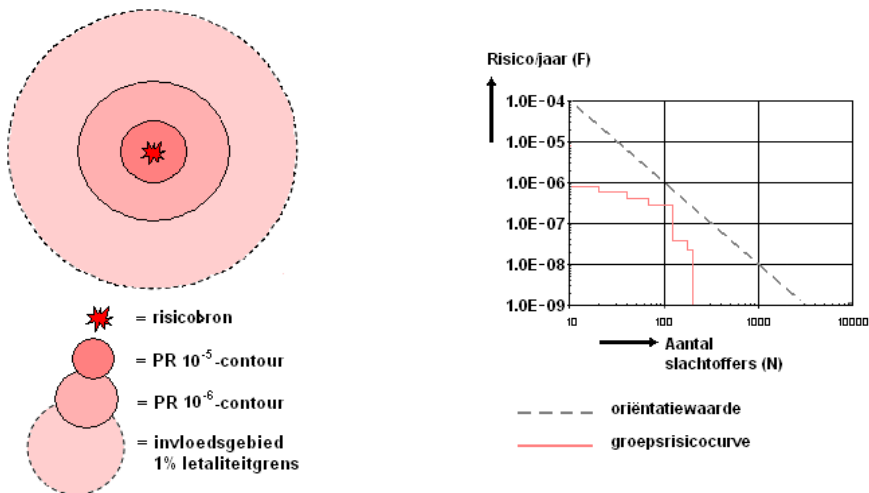 = risicobron
= PR 10-5-contour
= PR 10-6-contour
= invloedsgebied
1% letaliteitgrens
Risico/jaar (F)
1.0E-04
1.0E-05
1.0E-06
1.0E-07
1.0E-08
1.0E-09
10 100 1000 10000
Aantal
slachtoffers (N)
oriëntatiewaarde
groepsrisicocurve